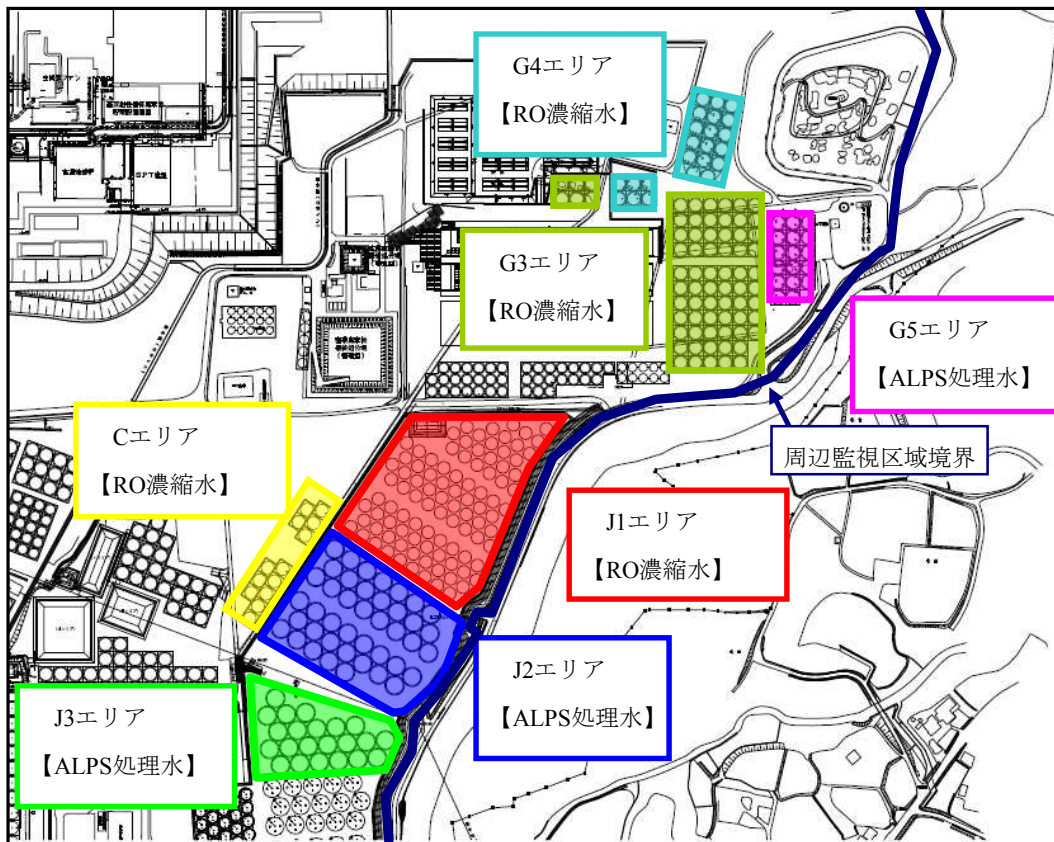 G4エリア
【RO濃縮水】
G3エリア
【RO濃縮水】
G5エリア
【ALPS処理水】
周辺監視区域境界
Cエリア
【RO濃縮水】
J1エリア
【RO濃縮水】
J2エリア
【ALPS処理水】
J3エリア
【ALPS処理水】